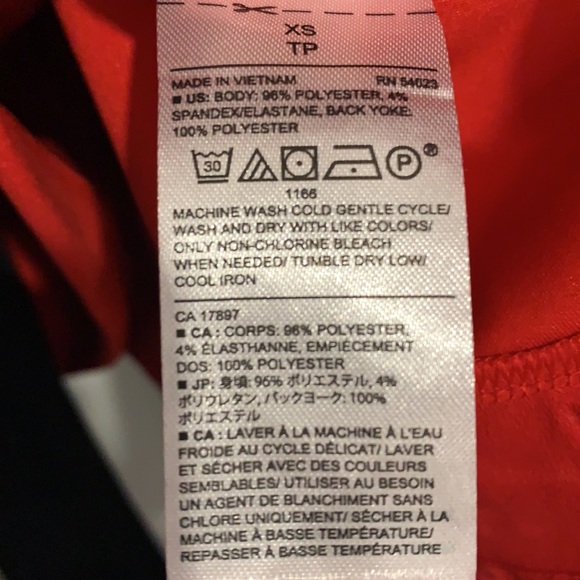 XS
TP
MADE IN VIETNAM RN 54023
■ US: BODY: 96% POLYESTER, 4%
SPANDEX/ELASTANE, BACK YOKE:
100% POLYESTER
30 P®
1166
MACHINE WASH COLD GENTLE CYCLE/
WASH AND DRY WITH LIKE COLORS/
ONLY NON-CHLORINE BLEACH
WHEN NEEDED/ TUMBLE DRY LOW/
COOL IRON
CA 17897
■ CA : CORPS: 96% POLYESTER,
4% ÉLASTHANNE, EMPIÈCEMENT
DOS: 100% POLYESTER
■ JP: 身頃: 96% ポリエステル, 4%
ポリウレタン, バックヨーク: 100%
ポリエステル
■ CA : LAVER À LA MACHINE À L'EAU
FROIDE AU CYCLE DÉLICAT/ LAVER
ET SÉCHER AVEC DES COULEURS
SEMBLABLES/ UTILISER AU BESOIN
UN AGENT DE BLANCHIMENT SANS
CHLORE UNIQUEMENT/ SÉCHER À LA
MACHINE À BASSE TEMPÉRATURE/
REPASSER À BASSE TEMPÉRATURE